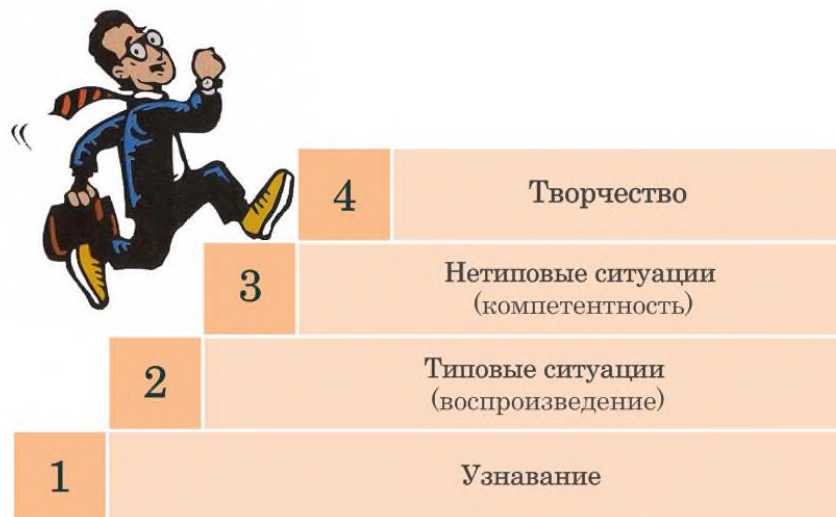 4 Творчество
3 Нетиповые ситуации
(компетентность)
2 Типовые ситуации
(воспроизведение)
1 Узнавание